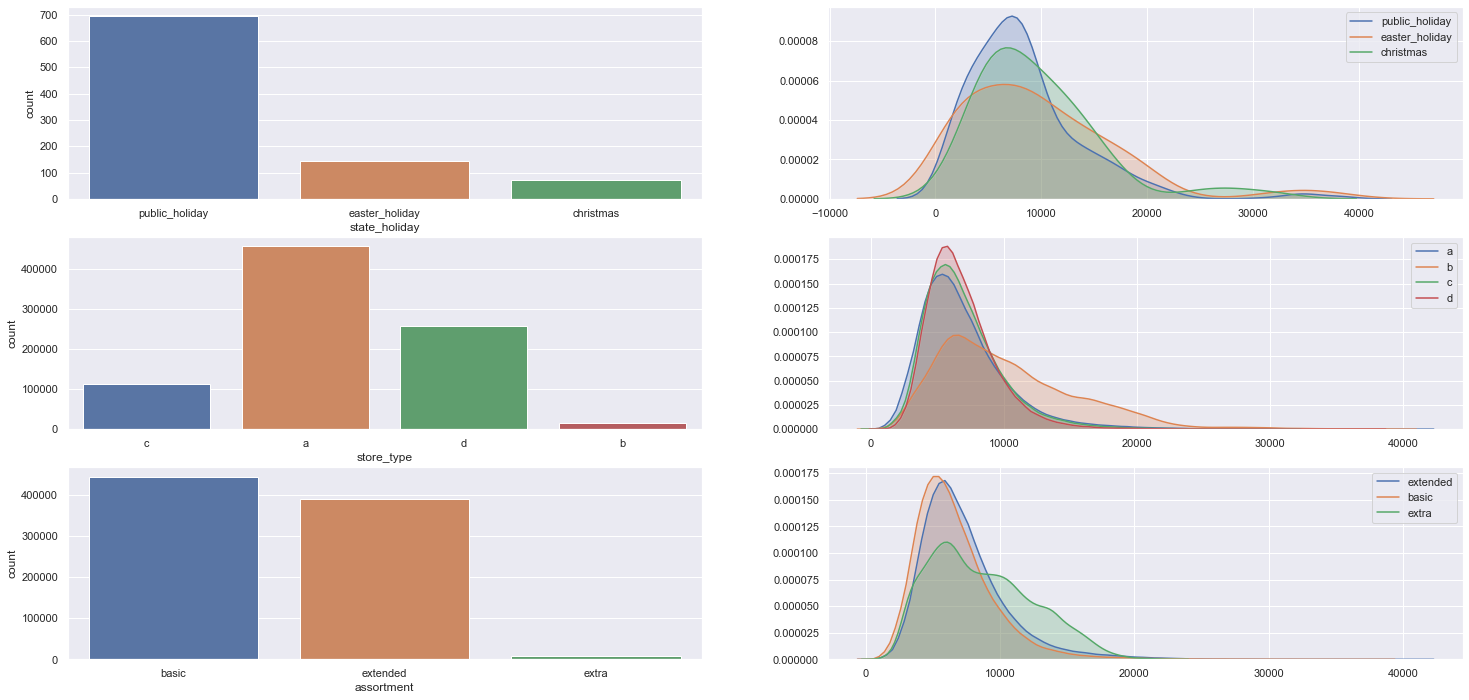 700
600
500
400
300
200
100
0
count
public_holiday easter_holiday christmas
state_holiday
0.00008
0.00006
0.00004
0.00002
0.00000
−10000 0 10000 20000 30000 40000
public_holiday
easter_holiday
christmas
400000
300000
200000
100000
0
count
c a d b
store_type
0.000175
0.000150
0.000125
0.000100
0.000075
0.000050
0.000025
0.000000
0 10000 20000 30000 40000
a
b
c
d
400000
300000
200000
100000
0
count
basic extended extra
assortment
0.000175
0.000150
0.000125
0.000100
0.000075
0.000050
0.000025
0.000000
0 10000 20000 30000 40000
extended
basic
extra